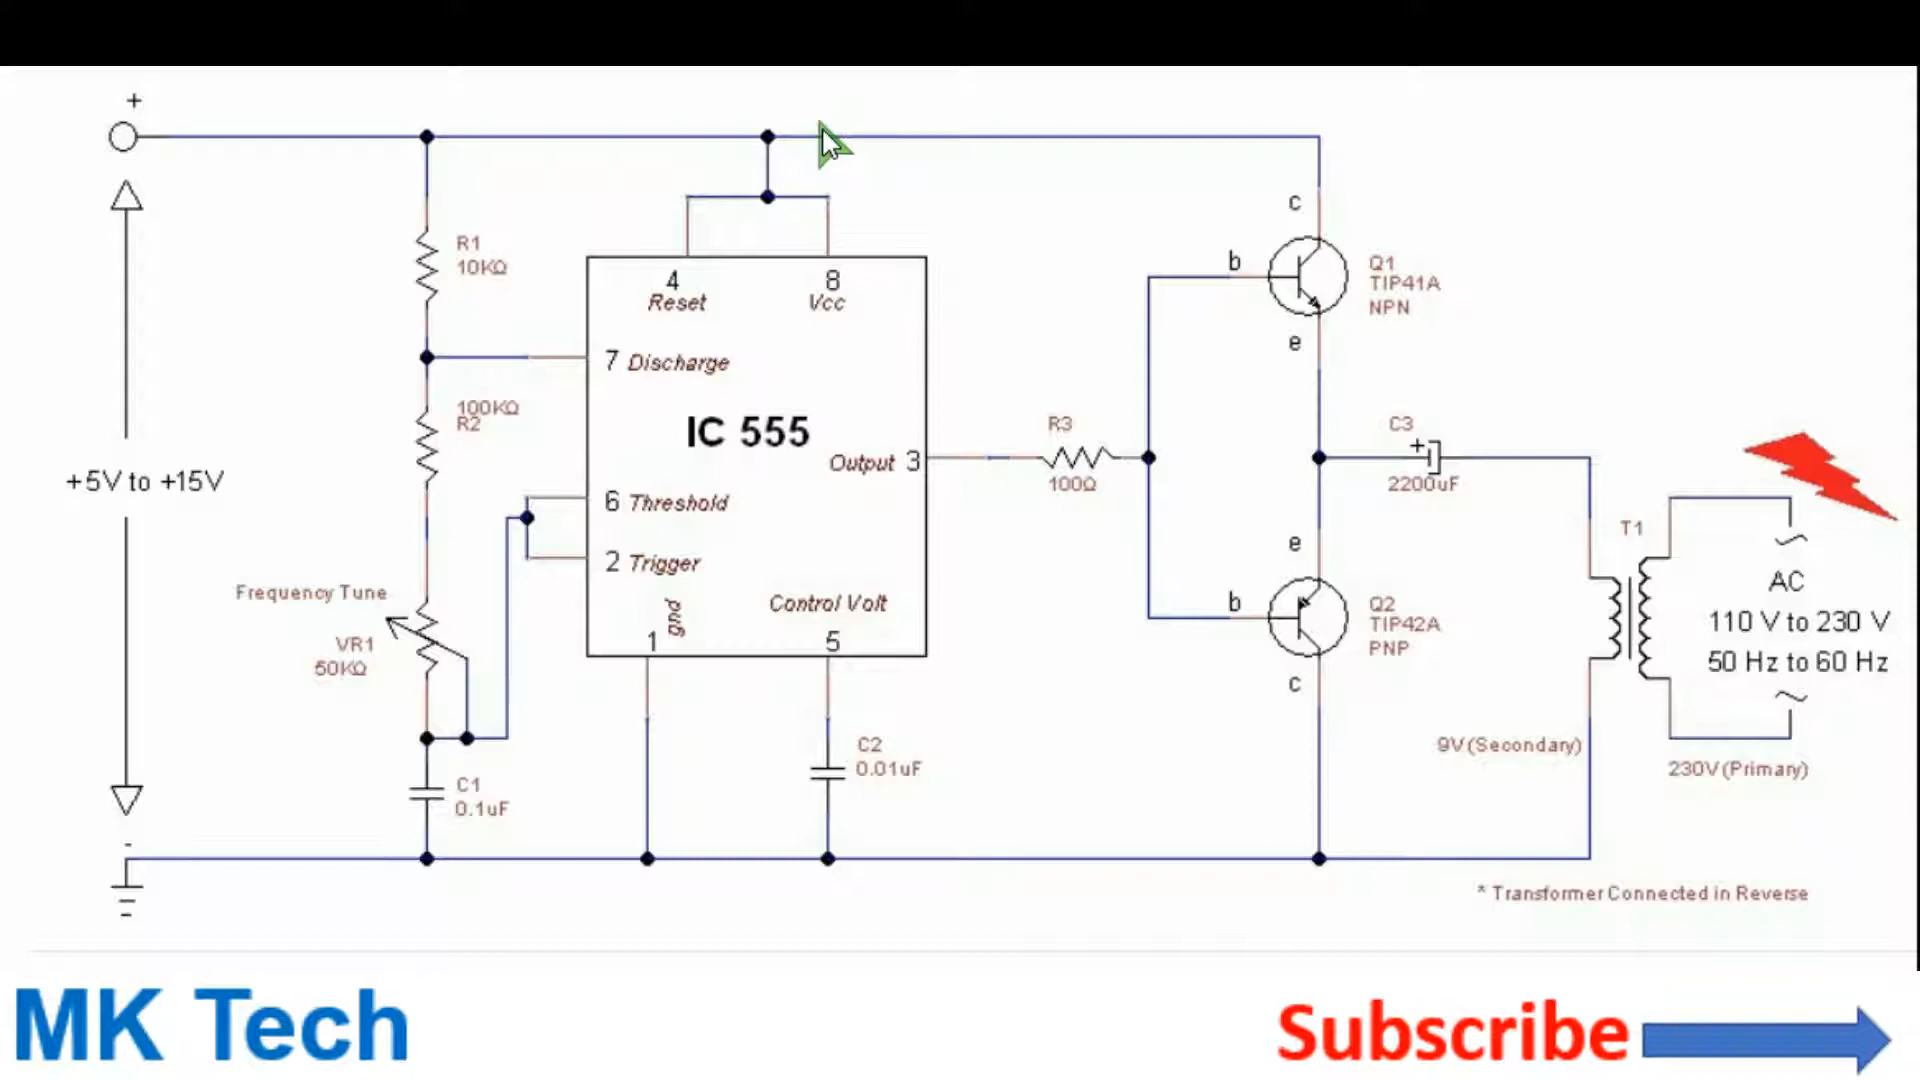 +
c
R1
10KΩ
b
Q1
TIP41A
NPN
4
Reset
8
Vcc
e
7 Discharge
100KΩ
R2
IC 555
R3
100Ω
C3
+
2200uF
Output 3
+5V to +15V
6 Threshold
T1
2 Trigger
e
Frequency Tune
AC
110 V to 230 V
50 Hz to 60 Hz
VR1
50KΩ
gnd
Control Volt
1
5
b
Q2
TIP42A
PNP
c
C2
0.01uF
9V(Secondary)
230V(Primary)
C1
0.1uF
-
* Transformer Connected in Reverse
MK Tech
Subscribe